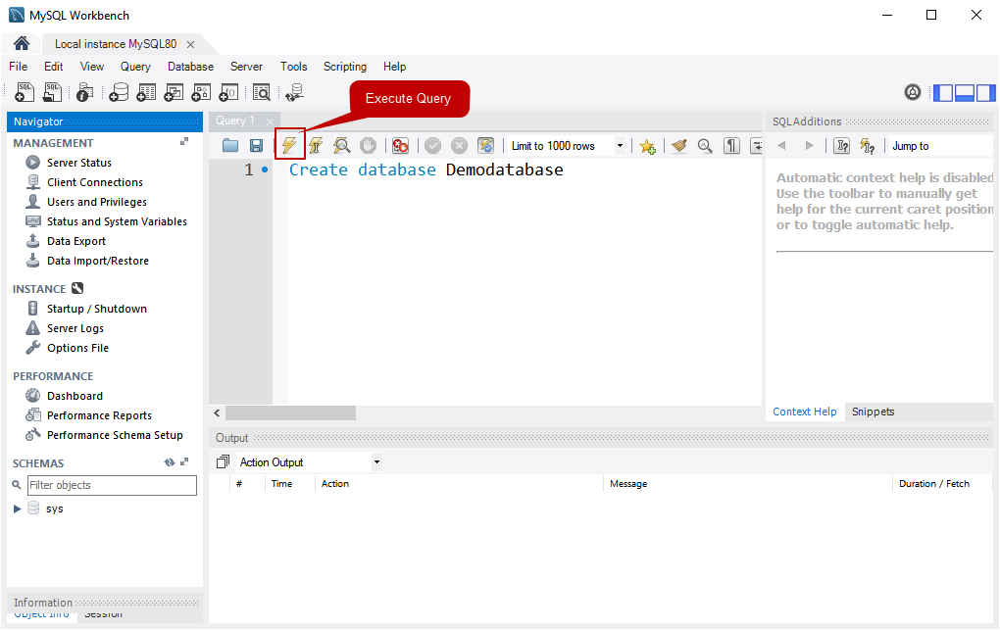 MySQL Workbench
Local instance MySQL80
File Edit View Query Database Server Tools Scripting Help
Execute Query
Navigator
MANAGEMENT
Server Status
Client Connections
Users and Privileges
Status and System Variables
Data Export
Data Import/Restore
INSTANCE
Startup / Shutdown
Server Logs
Options File
PERFORMANCE
Dashboard
Performance Reports
Performance Schema Setup
SCHEMAS
Filter objects
sys
Information
Object Info Session
Query 1
Limit to 1000 rows
1 Create database Demodatabase
SQLAdditions
Jump to
Automatic context help is disabled
Use the toolbar to manually get
help for the current caret position
or to toggle automatic help.
Context Help Snippets
Output
Action Output
# Time Action Message Duration / Fetch